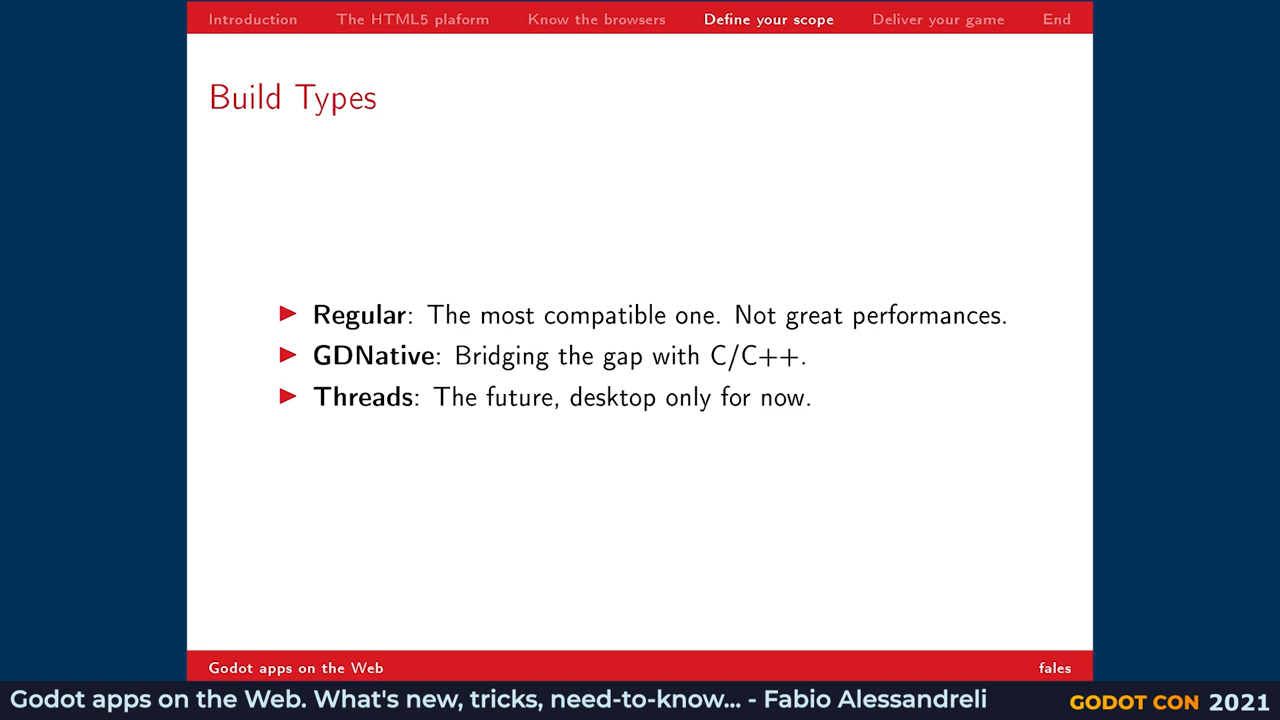 Introduction The HTML5 plaform Know the browsers Define your scope Deliver your game End
Build Types
Regular: The most compatible one. Not great performances.
GDNative: Bridging the gap with C/C++.
Threads: The future, desktop only for now.
Godot apps on the Web fales
Godot apps on the Web. What's new, tricks, need-to-know... - Fabio Alessandreli GODOT CON 2021